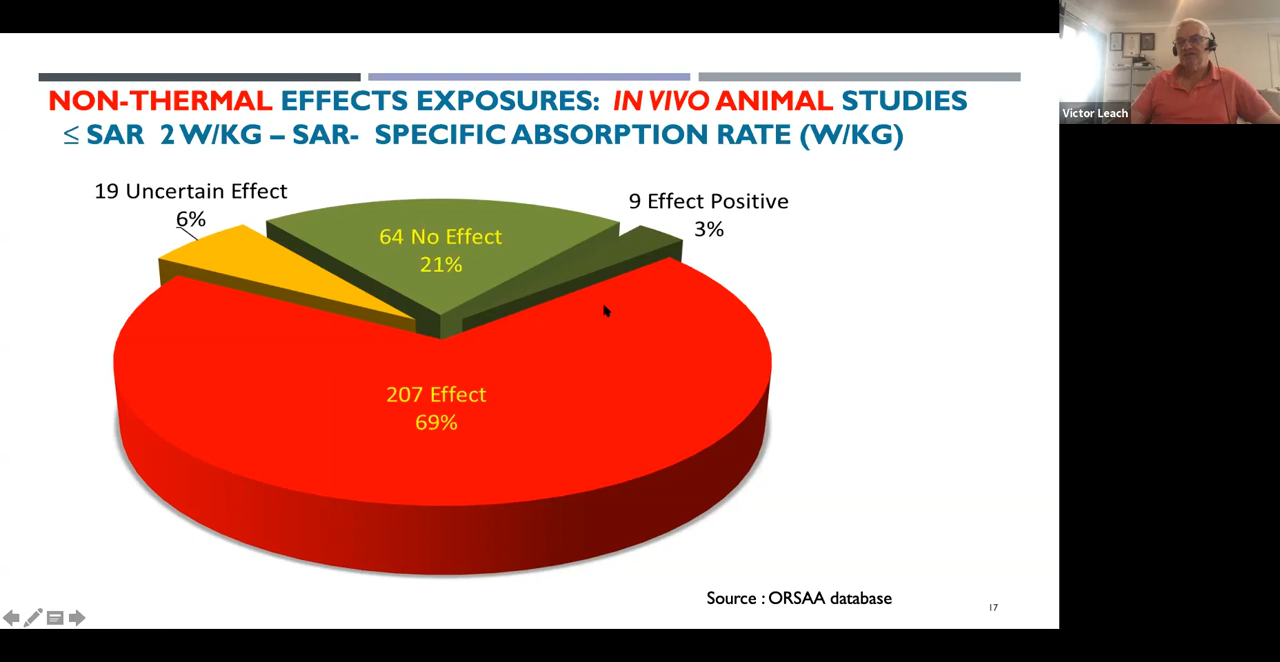 NON-THERMAL EFFECTS EXPOSURES: IN VIVO ANIMAL STUDIES
≤ SAR 2 W/KG – SAR- SPECIFIC ABSORPTION RATE (W/KG)
Victor Leach
19 Uncertain Effect
6%
64 No Effect
21%
9 Effect Positive
3%
207 Effect
69%
Source : ORSAA database
17